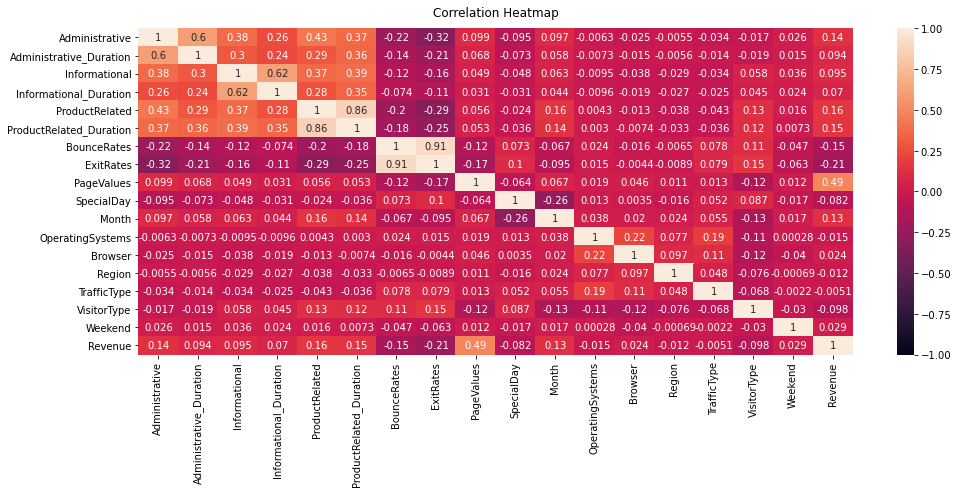 Correlation Heatmap
Administrative 1 0.6 0.38 0.26 0.43 0.37 -0.22 -0.32 0.099 -0.095 0.097 -0.0063 -0.025 -0.0055 -0.034 -0.017 0.026 0.14
Administrative_Duration 0.6 1 0.3 0.24 0.29 0.36 -0.14 -0.21 0.068 -0.073 0.058 -0.0073 -0.015 -0.0056 -0.014 -0.019 0.015 0.094
Informational 0.38 0.3 1 0.62 0.37 0.39 -0.12 -0.16 0.049 -0.048 0.063 -0.0095 -0.038 -0.029 -0.034 0.058 0.036 0.095
Informational_Duration 0.26 0.24 0.62 1 0.28 0.35 -0.074 -0.11 0.031 -0.031 0.044 -0.0096 -0.019 -0.027 -0.025 0.045 0.024 0.07
ProductRelated 0.43 0.29 0.37 0.28 1 0.86 -0.2 -0.29 0.056 -0.024 0.16 0.0043 -0.013 -0.038 -0.043 0.13 0.016 0.16
ProductRelated_Duration 0.37 0.36 0.39 0.35 0.86 1 -0.18 -0.25 0.053 -0.036 0.14 0.003 -0.0074 -0.033 -0.036 0.12 0.0073 0.15
BounceRates -0.22 -0.14 -0.12 -0.074 -0.2 -0.18 1 0.91 -0.12 0.073 -0.067 0.024 -0.016 -0.0065 0.078 0.11 -0.047 -0.15
ExitRates -0.32 -0.21 -0.16 -0.11 -0.29 -0.25 0.91 1 -0.17 0.1 -0.095 0.015 -0.0044 -0.0089 0.079 0.15 -0.063 -0.21
PageValues 0.099 0.068 0.049 0.031 0.056 0.053 -0.12 -0.17 1 -0.064 0.067 0.019 0.046 0.011 0.013 -0.12 0.012 0.49
SpecialDay -0.095 -0.073 -0.048 -0.031 -0.024 -0.036 0.073 0.1 -0.064 1 -0.26 0.013 0.0035 -0.016 0.052 0.087 -0.017 -0.082
Month 0.097 0.058 0.063 0.044 0.16 0.14 -0.067 -0.095 0.067 -0.26 1 0.038 0.02 0.024 0.055 -0.13 0.017 0.13
OperatingSystems -0.0063 -0.0073 -0.0095 -0.0096 0.0043 0.003 0.024 0.015 0.019 0.013 0.038 1 0.22 0.077 0.19 -0.11 0.00028 -0.015
Browser -0.025 -0.015 -0.038 -0.019 -0.013 -0.0074 -0.016 -0.0044 0.046 0.0035 0.02 0.22 1 0.097 0.11 -0.12 -0.04 0.024
Region -0.0055 -0.0056 -0.029 -0.027 -0.038 -0.033 -0.0065 -0.0089 0.011 -0.016 0.024 0.077 0.097 1 0.048 -0.076 -0.00069 -0.012
TrafficType -0.034 -0.014 -0.034 -0.025 -0.043 -0.036 0.078 0.079 0.013 0.052 0.055 0.19 0.11 0.048 1 -0.068 -0.0022 -0.0051
VisitorType -0.017 -0.019 0.058 0.045 0.13 0.12 0.11 0.15 -0.12 0.087 -0.13 -0.11 -0.12 -0.076 -0.068 1 -0.03 -0.098
Weekend 0.026 0.015 0.036 0.024 0.016 0.0073 -0.047 -0.063 0.012 -0.017 0.017 0.00028 -0.04 -0.00069 -0.0022 -0.03 1 0.029
Revenue 0.14 0.094 0.095 0.07 0.16 0.15 -0.15 -0.21 0.49 -0.082 0.13 -0.015 0.024 -0.012 -0.0051 -0.098 0.029 1
Administrative
Administrative_Duration
Informational
Informational_Duration
ProductRelated
ProductRelated_Duration
BounceRates
ExitRates
PageValues
SpecialDay
Month
OperatingSystems
Browser
Region
TrafficType
VisitorType
Weekend
Revenue
1.00
0.75
0.50
0.25
0.00
−0.25
−0.50
−0.75
−1.00